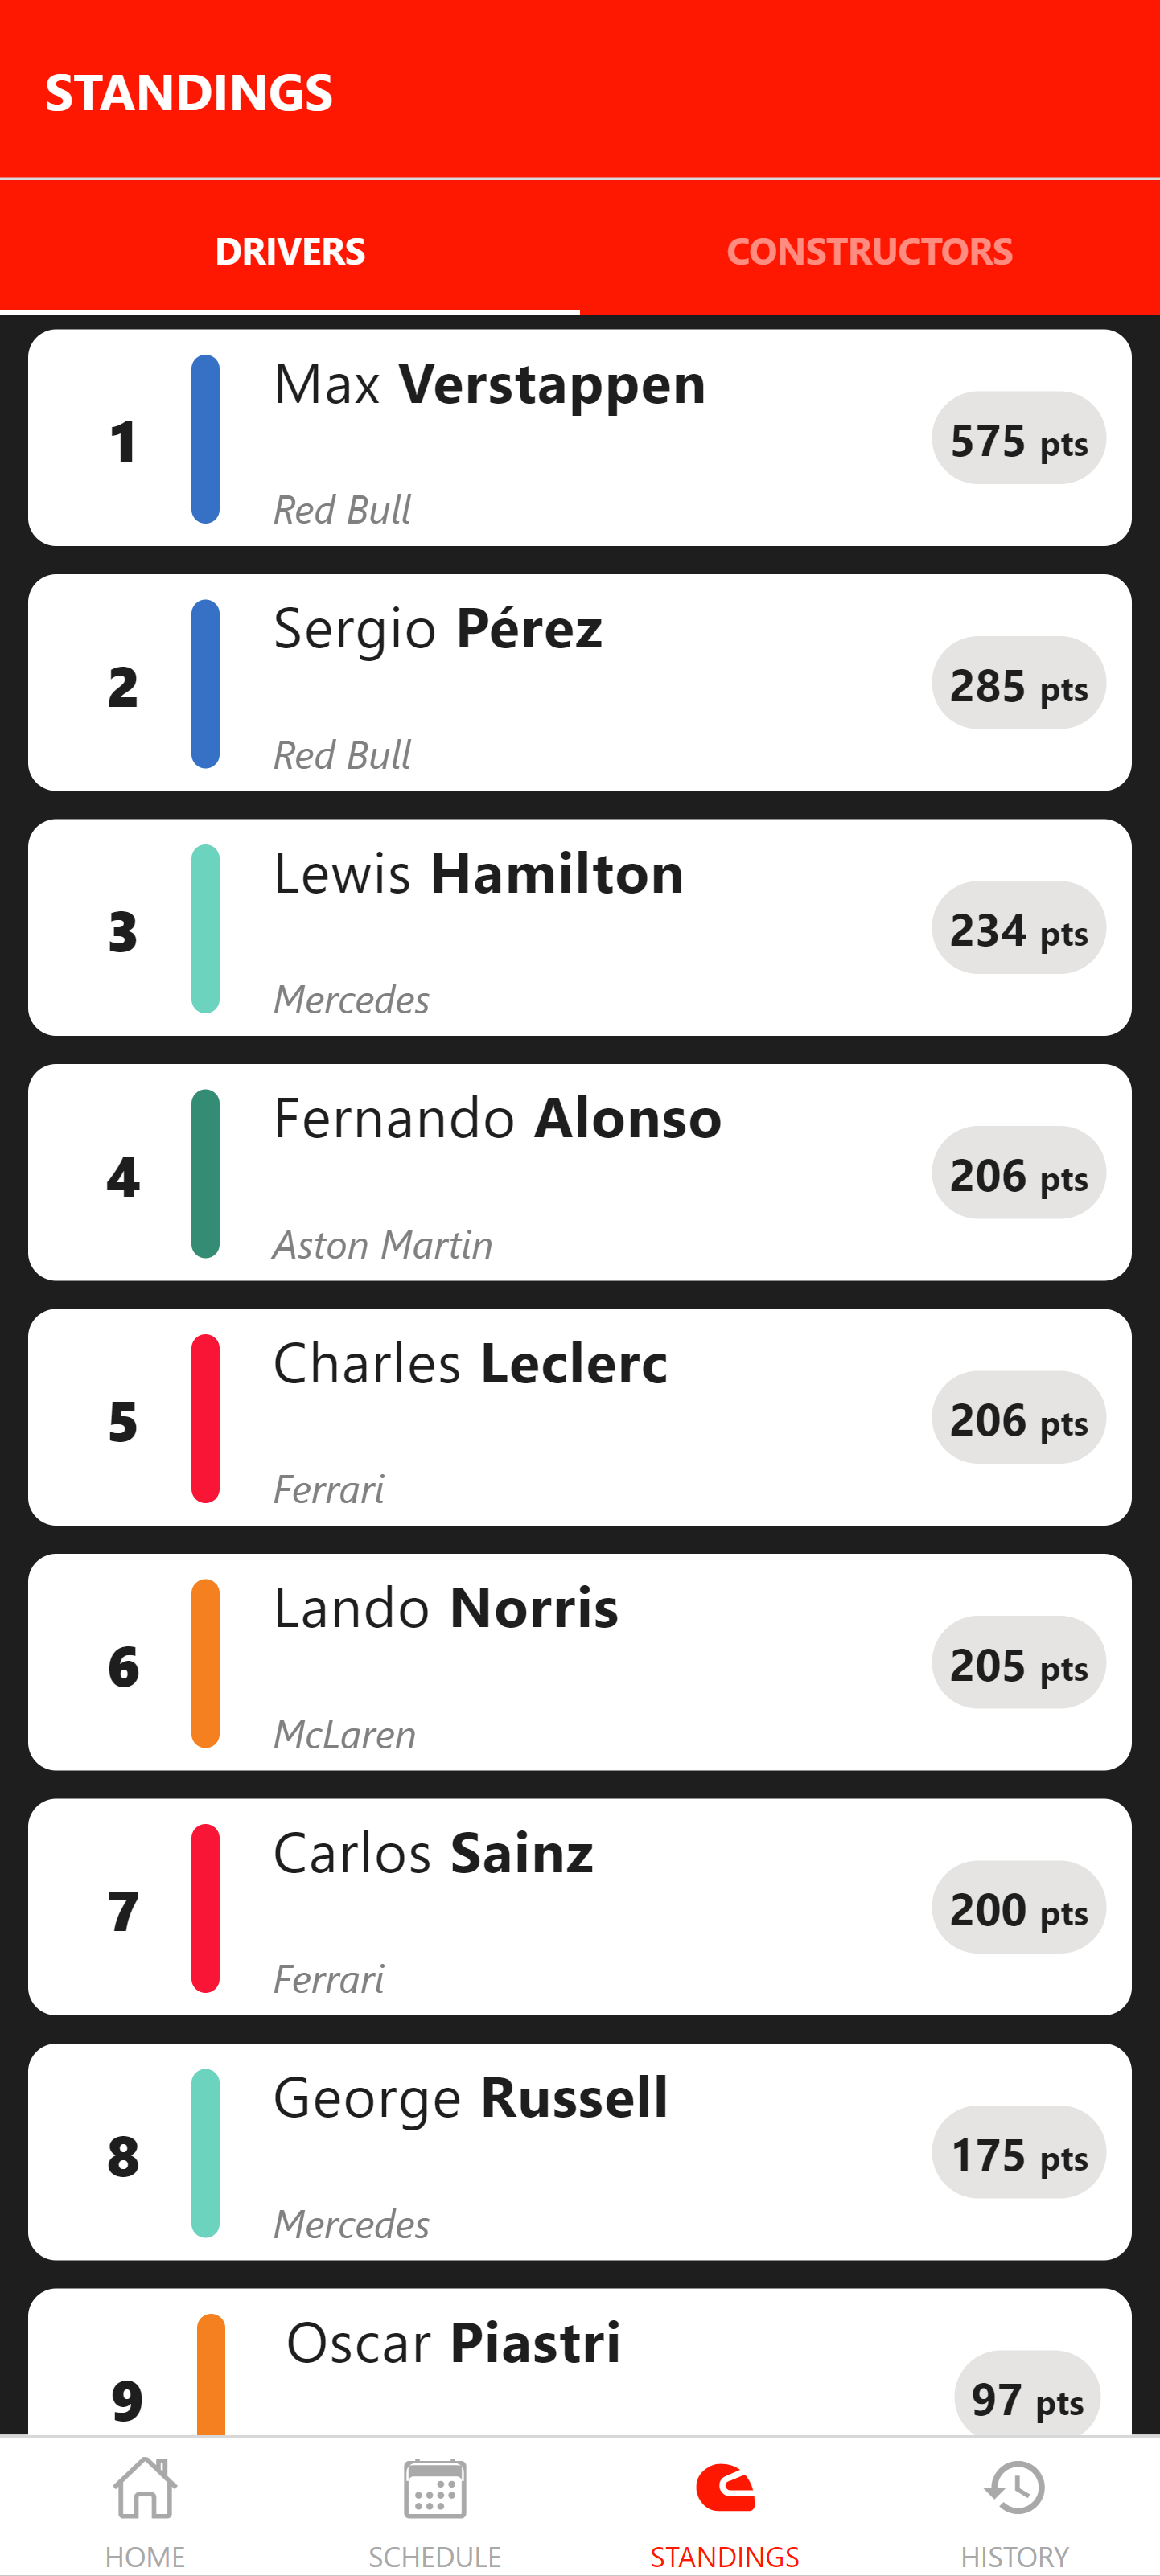 STANDINGS
DRIVERS CONSTRUCTORS
1 Max Verstappen 575 pts
Red Bull
2 Sergio Pérez 285 pts
Red Bull
3 Lewis Hamilton 234 pts
Mercedes
4 Fernando Alonso 206 pts
Aston Martin
5 Charles Leclerc 206 pts
Ferrari
6 Lando Norris 205 pts
McLaren
7 Carlos Sainz 200 pts
Ferrari
8 George Russell 175 pts
Mercedes
9 Oscar Piastri 97 pts
HOME SCHEDULE STANDINGS HISTORY